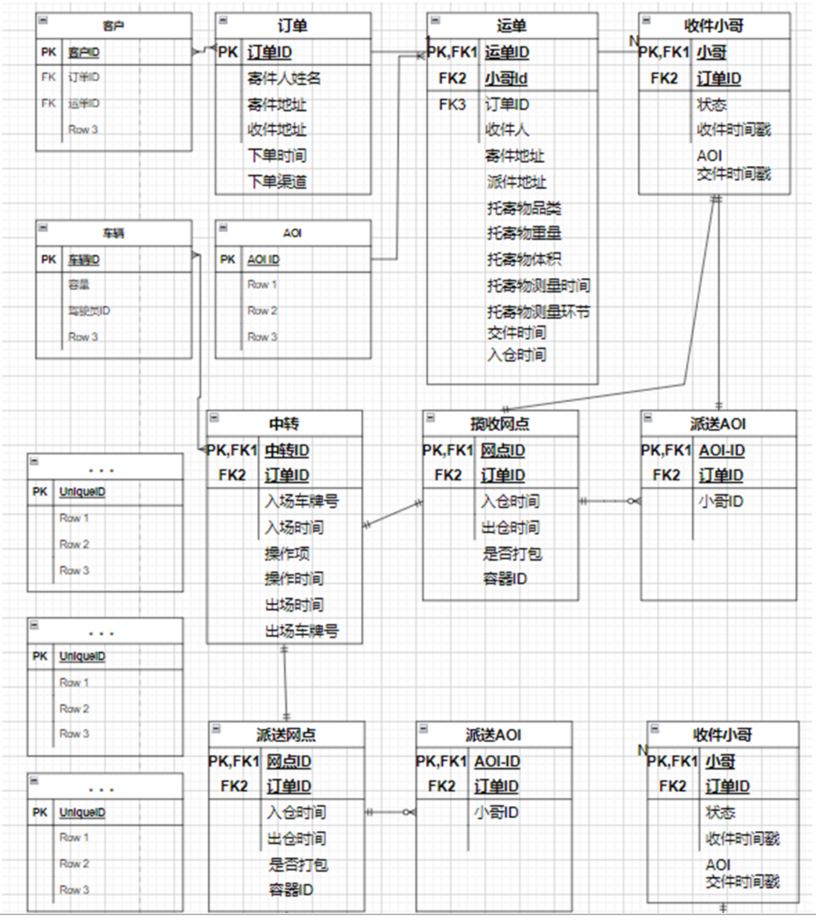 客户
PK 客户ID
FK 订单ID
FK 运单ID
Row 3
订单
PK 订单ID
寄件人姓名
寄件地址
收件地址
下单时间
下单渠道
1
运单
PK,FK1 运单ID
FK2 小哥Id
FK3 订单ID
收件人
寄件地址
派件地址
托寄物品类
托寄物重量
托寄物体积
托寄物测量时间
托寄物测量环节
交件时间
入仓时间
N
收件小哥
PK,FK1 小哥
FK2 订单ID
状态
收件时间戳
AOI
交件时间戳
车辆
PK 车辆ID
容量
驾驶员ID
Row 3
AOI
PK AOI ID
Row 1
Row 2
Row 3
中转
PK,FK1 中转ID
FK2 订单ID
入场车牌号
入场时间
操作项
操作时间
出场时间
出场车牌号
揽收网点
PK,FK1 网点ID
FK2 订单ID
入仓时间
出仓时间
是否打包
容器ID
派送AOI
PK,FK1 AOI-ID
FK2 订单ID
小哥ID
...
PK UniqueID
Row 1
Row 2
Row 3
...
PK UniqueID
Row 1
Row 2
Row 3
派送网点
PK,FK1 网点ID
FK2 订单ID
入仓时间
出仓时间
是否打包
容器ID
派送AOI
PK,FK1 AOI-ID
FK2 订单ID
小哥ID
N
收件小哥
PK,FK1 小哥
FK2 订单ID
状态
收件时间戳
AOI
交件时间戳
...
PK UniqueID
Row 1
Row 2
Row 3